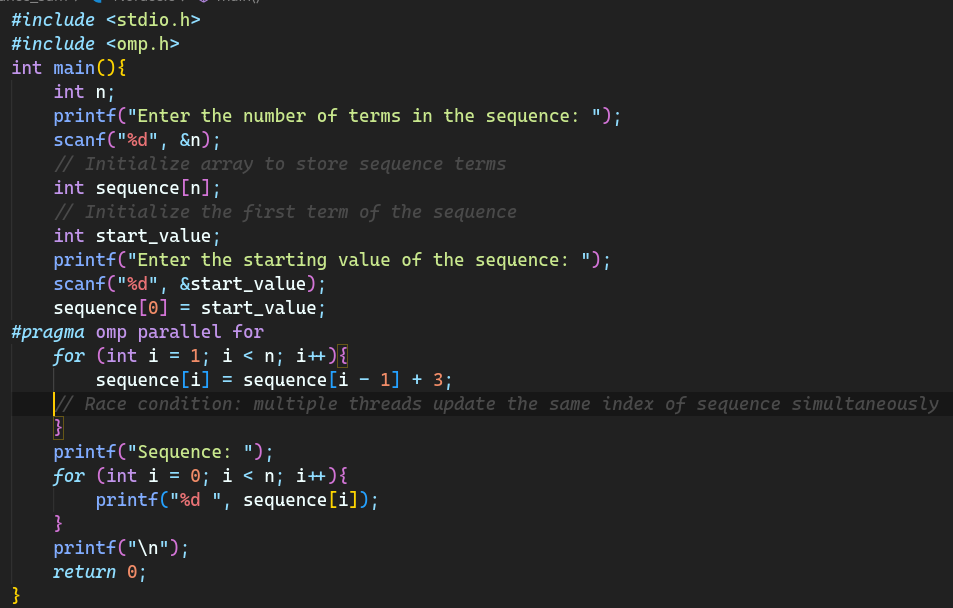 #include <stdio.h>
#include <omp.h>
int main(){
    int n;
    printf("Enter the number of terms in the sequence: ");
    scanf("%d", &n);
    // Initialize array to store sequence terms
    int sequence[n];
    // Initialize the first term of the sequence
    int start_value;
    printf("Enter the starting value of the sequence: ");
    scanf("%d", &start_value);
    sequence[0] = start_value;
#pragma omp parallel for
    for (int i = 1; i < n; i++){
        sequence[i] = sequence[i - 1] + 3;
    // Race condition: multiple threads update the same index of sequence simultaneously
    }
    printf("Sequence: ");
    for (int i = 0; i < n; i++){
        printf("%d ", sequence[i]);
    }
    printf("\n");
    return 0;
}